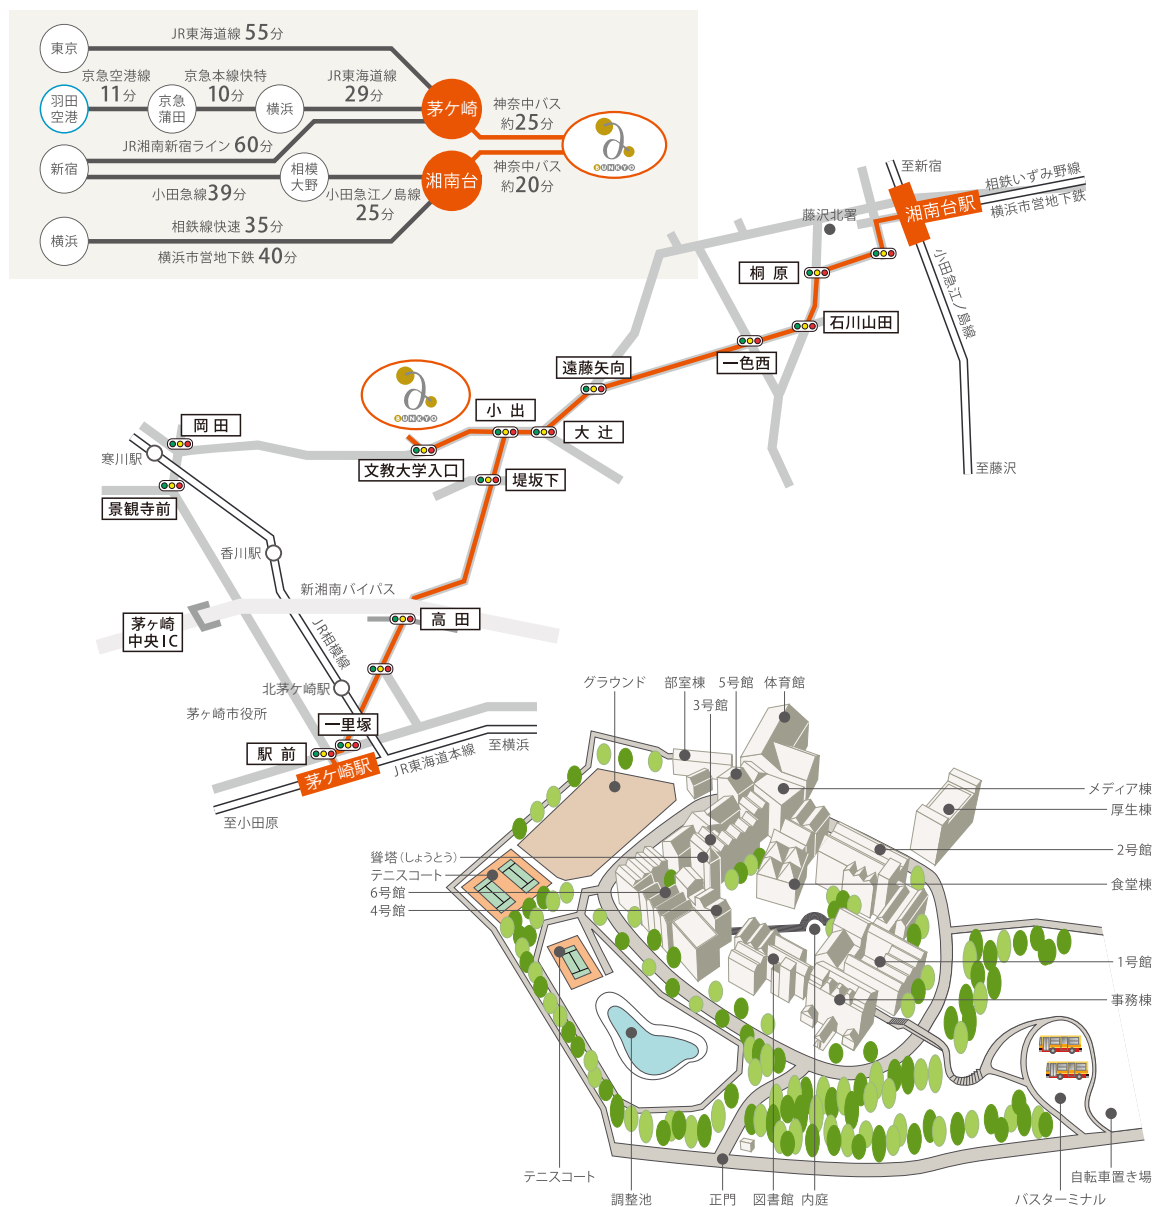 JR東海道線 55分
東京
京急空港線
11分
京急本線快特
10分
JR東海道線
29分
羽田
空港
京急
蒲田
横浜
茅ケ崎
神奈中バス
約25分
BUNKYO
JR湘南新宿ライン 60分
新宿
相模
大野
湘南台
神奈中バス
約20分
小田急線39分
小田急江ノ島線
25分
相鉄線快速 35分
横浜
横浜市営地下鉄 40分
至新宿
相鉄いずみ野線
湘南台駅
横浜市営地下鉄
藤沢北署
小田急江ノ島線
桐原
石川山田
一色西
遠藤矢向
BUNKYO
小出
大辻
至藤沢
岡田
寒川駅
文教大学入口
堤坂下
景観寺前
香川駅
新湘南バイパス
茅ヶ崎
中央IC
高田
JR相模線
北茅ケ崎駅
茅ヶ崎市役所
一里塚
駅前
至横浜
茅ケ崎駅
JR東海道本線
至小田原
グラウンド
部室棟
5号館
体育館
3号館
メディア棟
厚生棟
2号館
聳塔(しょうとう)
テニスコート
6号館
食堂棟
4号館
1号館
事務棟
テニスコート
調整池
正門
図書館
内庭
バスターミナル
自転車置き場